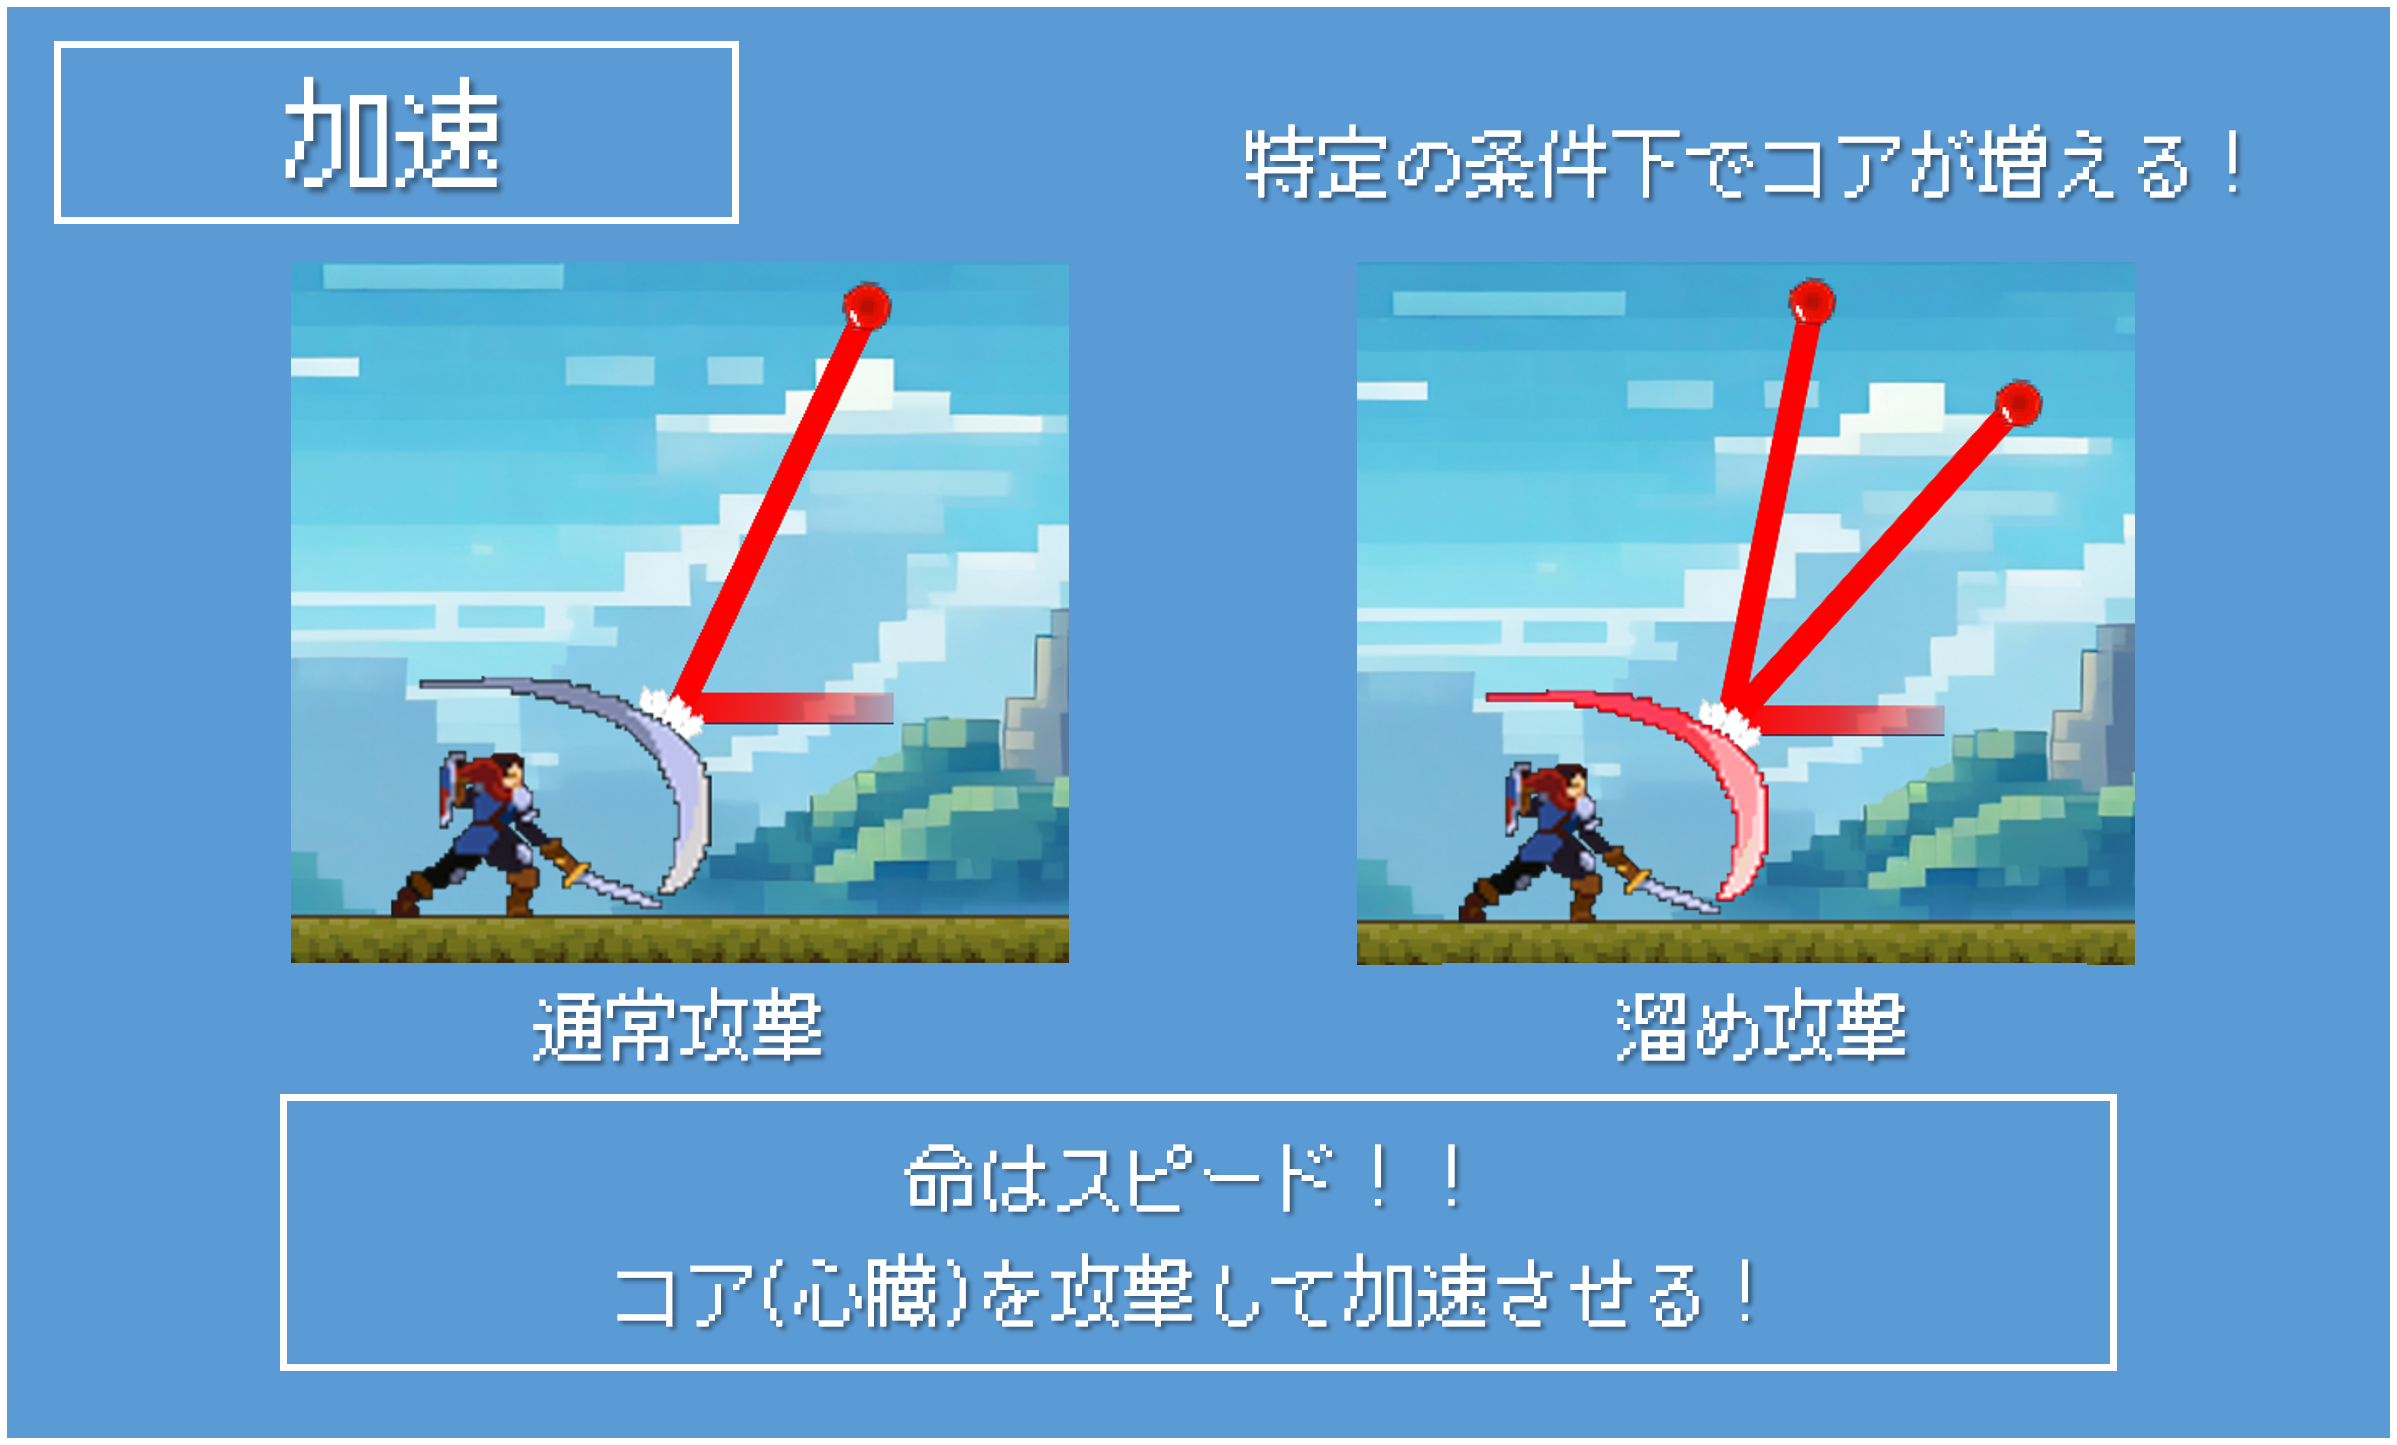 加速
特定の条件下でコアが増える！
通常攻撃
溜め攻撃
命はスピード！！
コア(心臓)を攻撃して加速させる！